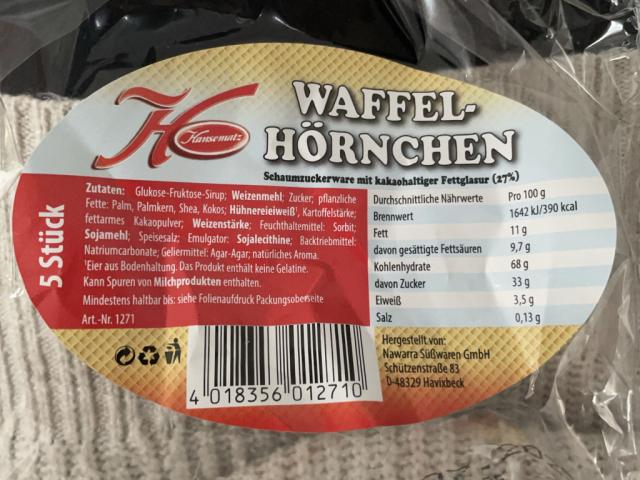 WAFFEL-
HÖRNCHEN
H Hansematz
Schaumzuckerware mit kakaohaltiger Fettglasur (27%)
5 Stück
Zutaten: Glukose-Fruktose-Sirup; Weizenmehl; Zucker; pflanzliche
Fette: Palm, Palmkern, Shea, Kokos; Hühnereieiweiß¹, Kartoffelstärke;
fettarmes Kakaopulver; Weizenstärke; Feuchthaltemittel: Sorbit;
Sojamehl; Speisesalz; Emulgator: Sojalecithine; Backtriebmittel:
Natriumcarbonate; Geliermittel: Agar-Agar; natürliches Aroma.
¹Eier aus Bodenhaltung. Das Produkt enthält keine Gelatine.
Kann Spuren von Milchprodukten enthalten.
Mindestens haltbar bis: siehe Folienaufdruck Packungsoberseite
Art.-Nr. 1271
Durchschnittliche Nährwerte Pro 100 g
Brennwert 1642 kJ/390 kcal
Fett 11 g
davon gesättigte Fettsäuren 9,7 g
Kohlenhydrate 68 g
davon Zucker 33 g
Eiweiß 3,5 g
Salz 0,13 g
Hergestellt von:
Nawarra Süßwaren GmbH
Schützenstraße 83
D-48329 Havixbeck
4 018356 012710